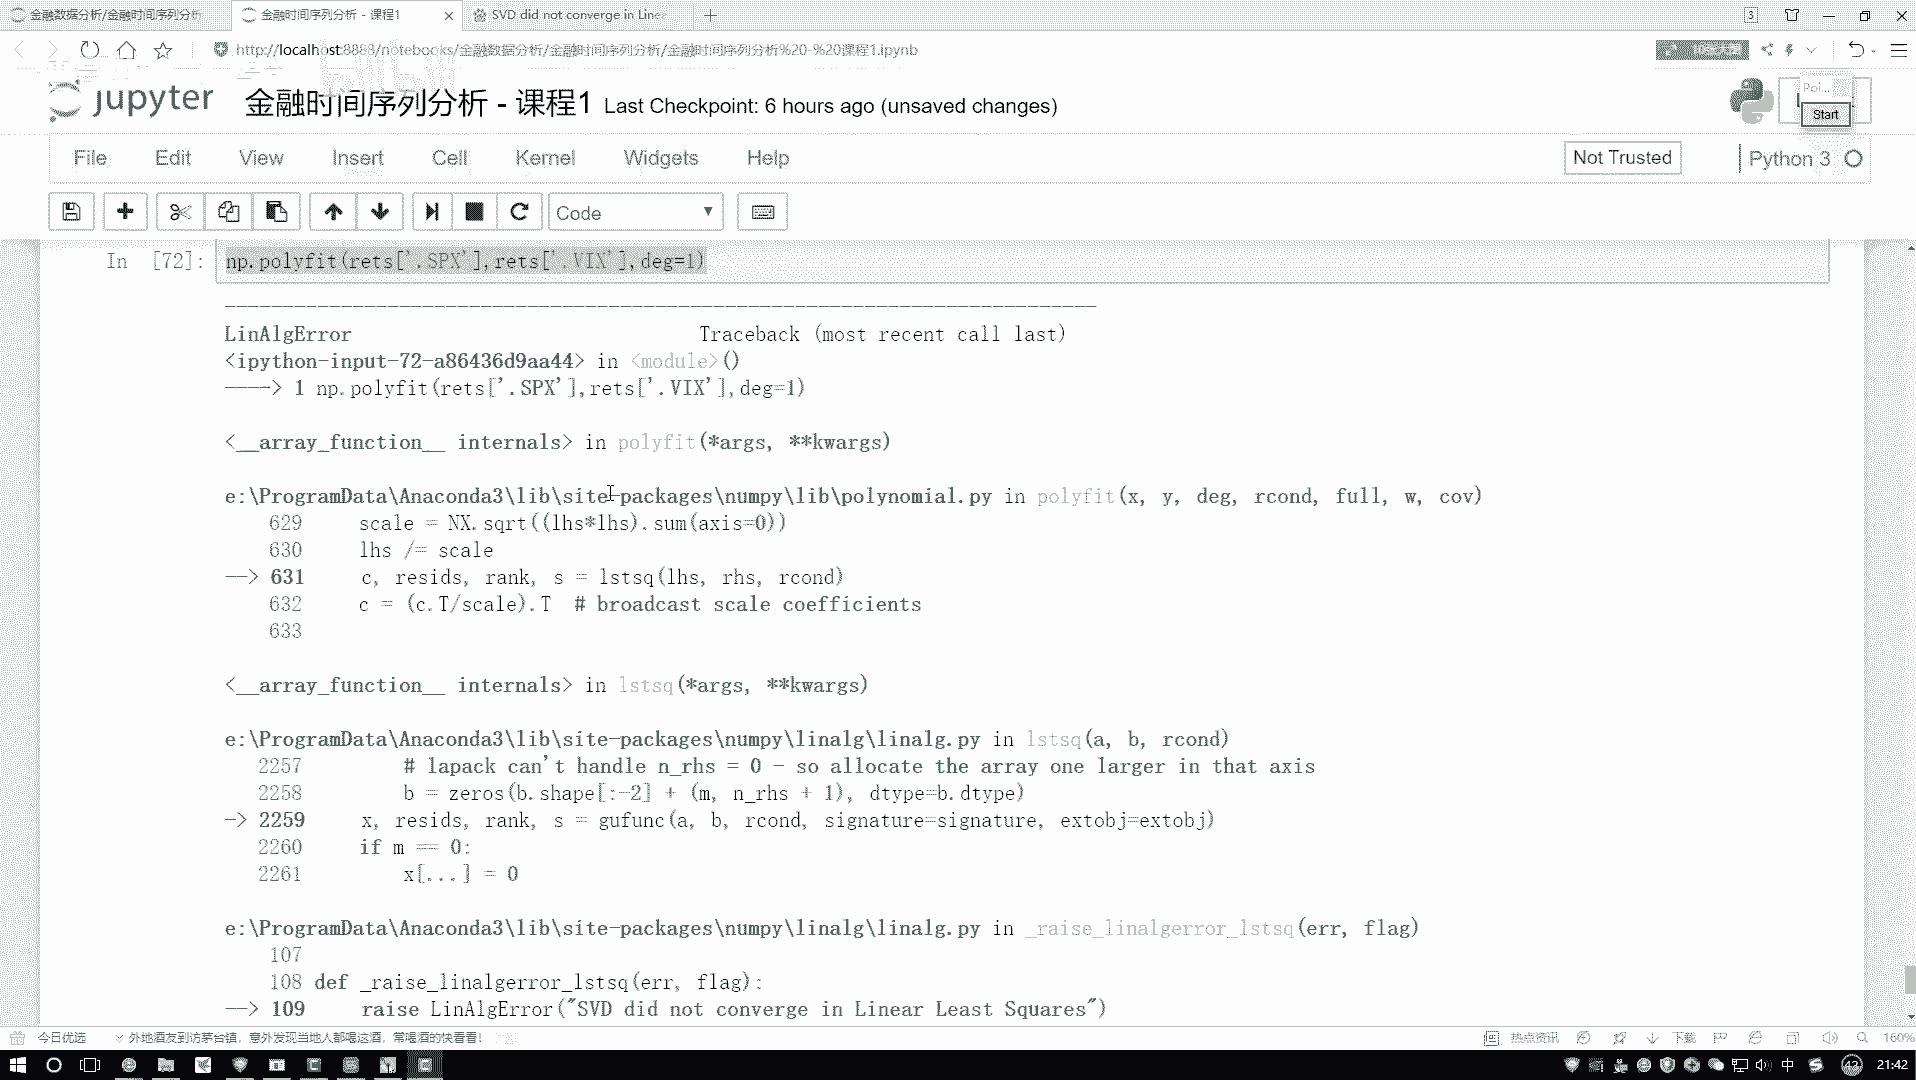 金融数据分析/金融时间序列分析
金融时间序列分析 - 课程1
SVD did not converge in Linea
3
http://localhost:8888/notebooks/金融数据分析/金融时间序列分析/金融时间序列分析%20-%20课程1.ipynb
jupyter 金融时间序列分析 - 课程1 Last Checkpoint: 6 hours ago (unsaved changes)
Poi...
Start
File Edit View Insert Cell Kernel Widgets Help
Not Trusted
Python 3
Code
In [72]: np.polyfit(rets['.SPX'],rets['.VIX'],deg=1)
---------------------------------------------------------------------------
LinAlgError Traceback (most recent call last)
<ipython-input-72-a86436d9aa44> in <module>()
----> 1 np.polyfit(rets['.SPX'],rets['.VIX'],deg=1)
<__array_function__ internals> in polyfit(*args, **kwargs)
e:\ProgramData\Anaconda3\lib\site-packages\numpy\lib\polynomial.py in polyfit(x, y, deg, rcond, full, w, cov)
629 scale = NX.sqrt((lhs*lhs).sum(axis=0))
630 lhs /= scale
--> 631 c, resids, rank, s = lstsq(lhs, rhs, rcond)
632 c = (c.T/scale).T # broadcast scale coefficients
633
<__array_function__ internals> in lstsq(*args, **kwargs)
e:\ProgramData\Anaconda3\lib\site-packages\numpy\linalg\linalg.py in lstsq(a, b, rcond)
2257 # lapack can't handle n_rhs = 0 - so allocate the array one larger in that axis
2258 b = zeros(b.shape[:-2] + (m, n_rhs + 1), dtype=b.dtype)
-> 2259 x, resids, rank, s = gufunc(a, b, rcond, signature=signature, extobj=extobj)
2260 if m == 0:
2261 x[...] = 0
e:\ProgramData\Anaconda3\lib\site-packages\numpy\linalg\linalg.py in _raise_linalgerror_lstsq(err, flag)
107
108 def _raise_linalgerror_lstsq(err, flag):
--> 109 raise LinAlgError("SVD did not converge in Linear Least Squares")
今日优选 外地酒友到访茅台镇，意外发现当地人都喝这酒，常喝酒的快看看！
热点资讯 下载 160%
中 43 21:42